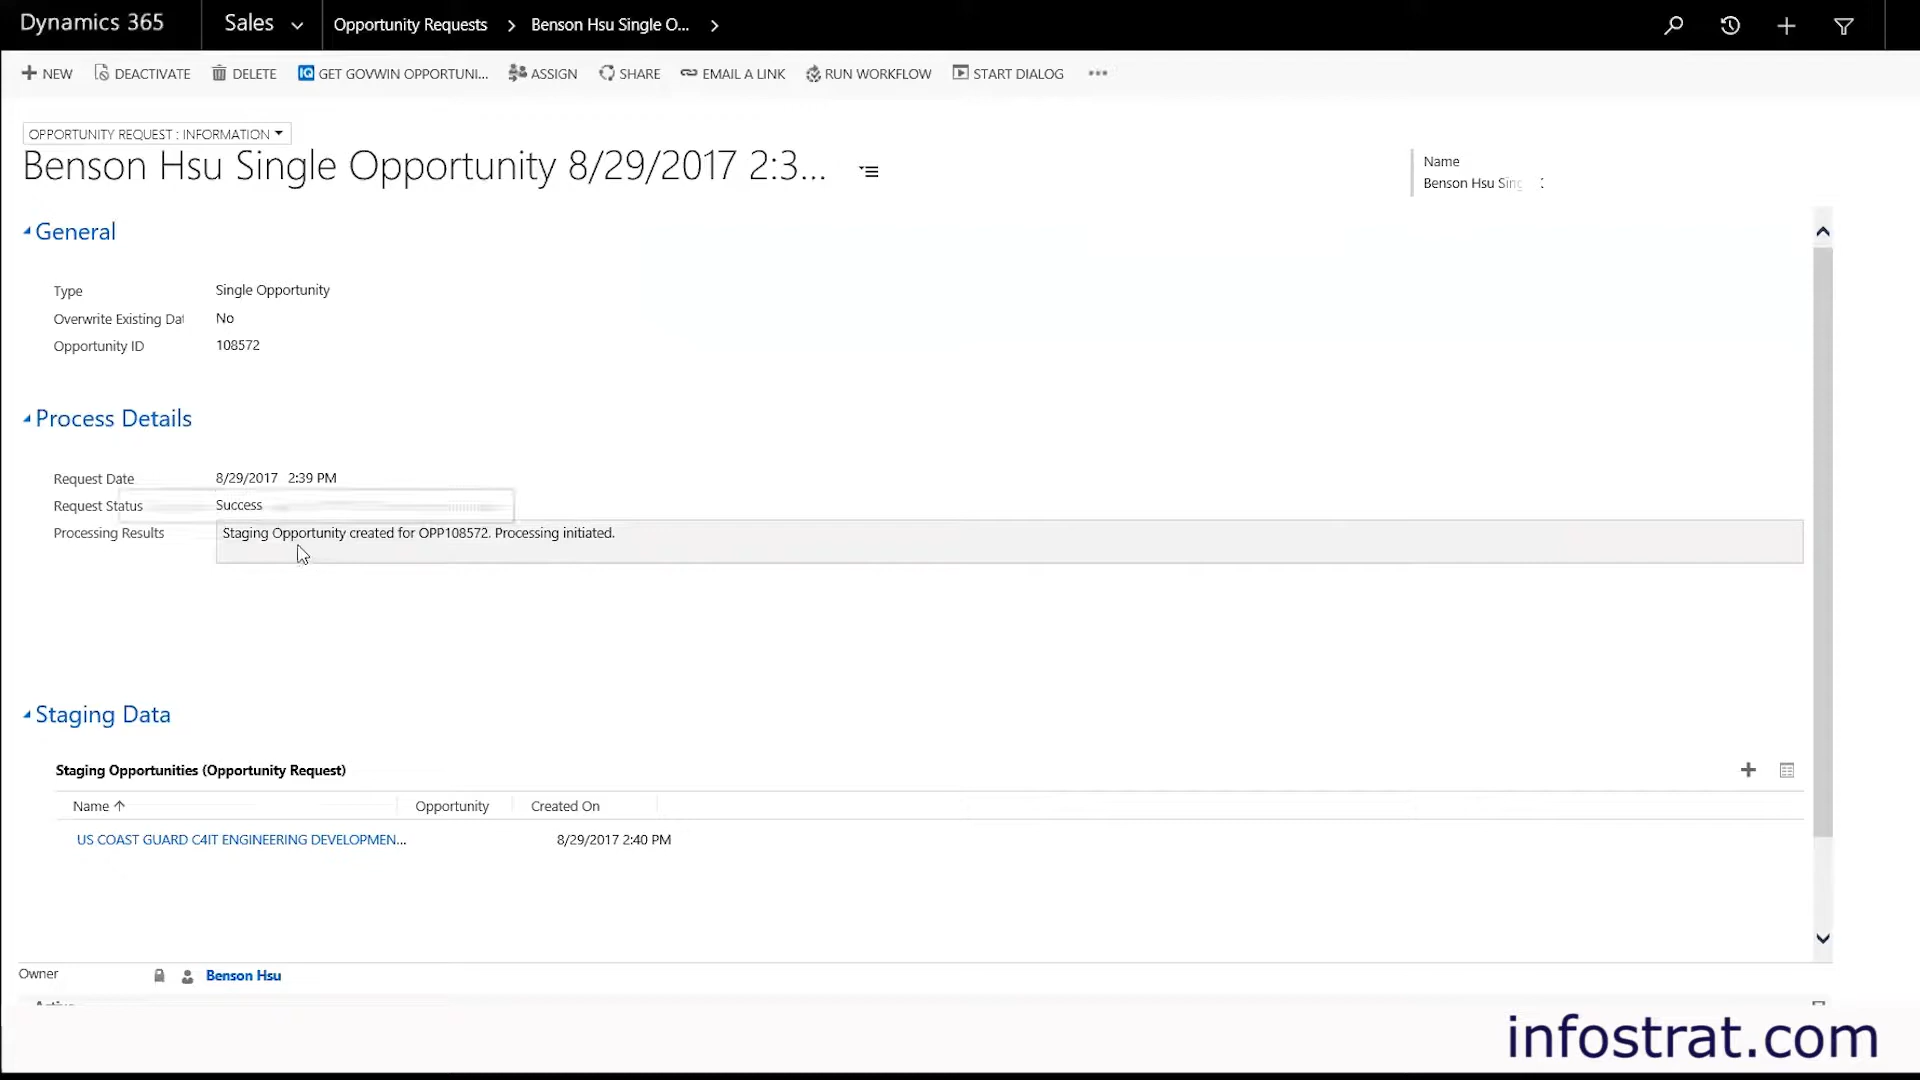 Dynamics 365
Sales
Opportunity Requests
Benson Hsu Single O...
NEW
DEACTIVATE
DELETE
IQ
GET GOVWIN OPPORTUNI...
ASSIGN
SHARE
EMAIL A LINK
RUN WORKFLOW
START DIALOG
OPPORTUNITY REQUEST : INFORMATION
Benson Hsu Single Opportunity 8/29/2017 2:3...
Name
Benson Hsu Sing
General
Type Single Opportunity
Overwrite Existing Dat No
Opportunity ID 108572
Process Details
Request Date 8/29/2017 2:39 PM
Request Status Success
Processing Results Staging Opportunity created for OPP108572. Processing initiated.
Staging Data
Staging Opportunities (Opportunity Request)
Name Opportunity Created On
US COAST GUARD C4IT ENGINEERING DEVELOPMEN... 8/29/2017 2:40 PM
Owner Benson Hsu
infostrat.com